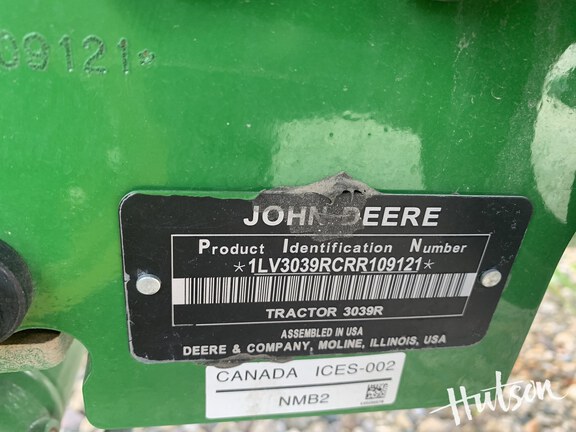 09121*
JOHN DEERE
Product Identification Number
*1LV3039RCRR109121*
TRACTOR 3039R
ASSEMBLED IN USA
DEERE & COMPANY, MOLINE, ILLINOIS, USA
CANADA ICES-002
NMB2
Hutson